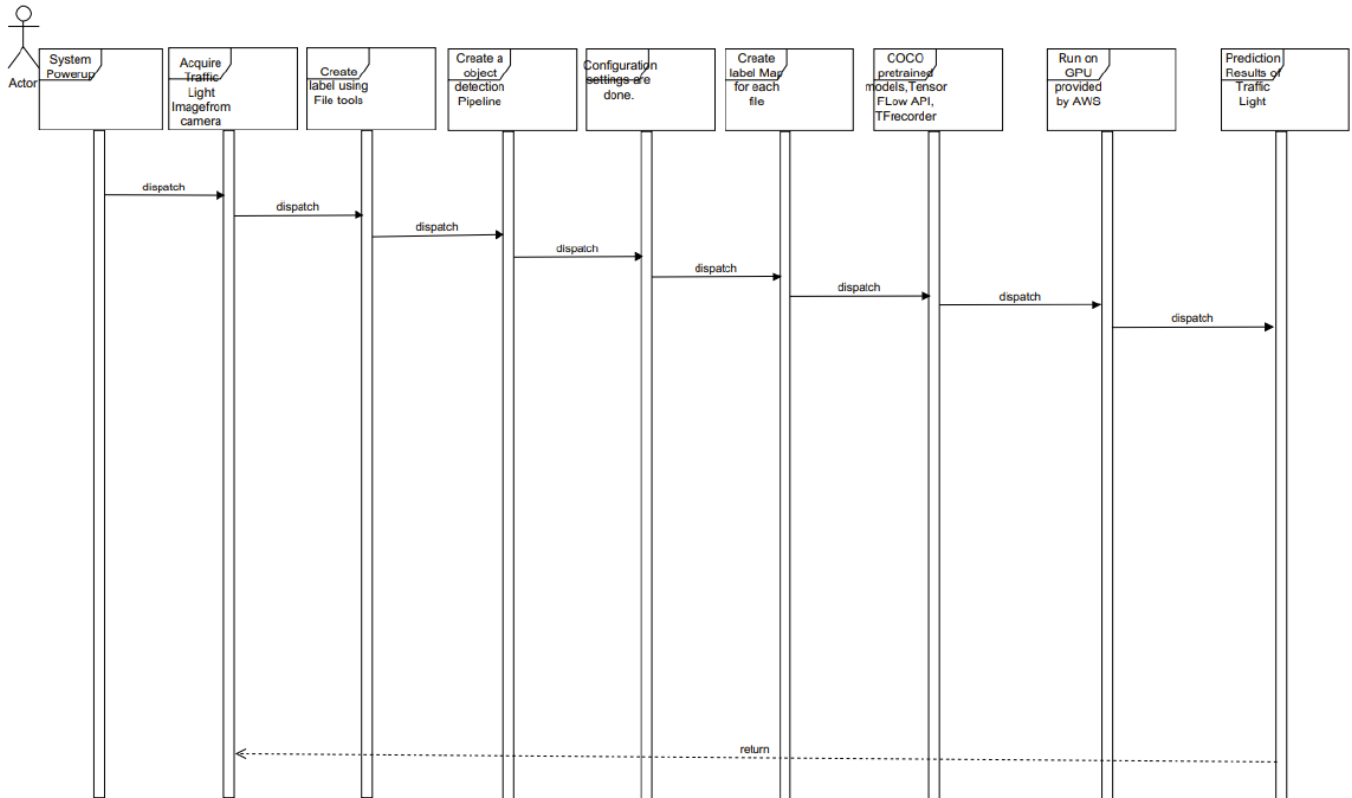 Actor
System
Powerup
Acquire
Traffic
Light
Imagefrom
camera
Create
label using
File tools
Create a
object
detection
Pipeline
Configuration
settings are
done.
Create
label Map
for each
file
COCO
pretrained
models,Tensor
FLow API,
TFrecorder
Run on
GPU
provided
by AWS
Prediction
Results of
Traffic
Light
dispatch
dispatch
dispatch
dispatch
dispatch
dispatch
dispatch
dispatch
return